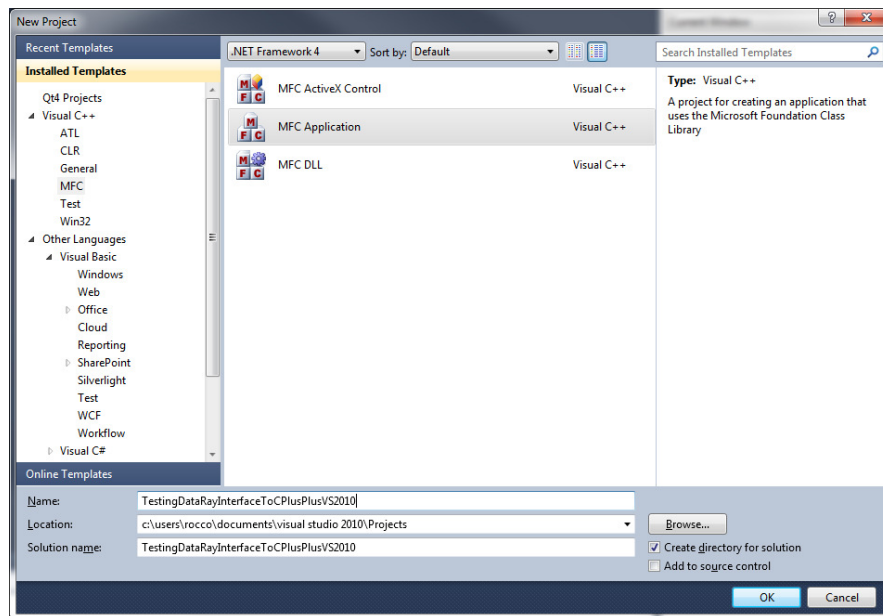 New Project
Recent Templates
Installed Templates
Qt4 Projects
Visual C++
ATL
CLR
General
MFC
Test
Win32
Other Languages
Visual Basic
Windows
Web
Office
Cloud
Reporting
SharePoint
Silverlight
Test
WCF
Workflow
Visual C#
Online Templates
.NET Framework 4 Sort by: Default
MFC MFC ActiveX Control Visual C++
MFC MFC Application Visual C++
MFC MFC DLL Visual C++
Search Installed Templates
Type: Visual C++
A project for creating an application that
uses the Microsoft Foundation Class
Library
Name: TestingDataRayInterfaceToCPlusPlusVS2010
Location: c:\users\rocco\documents\visual studio 2010\Projects Browse...
Solution name: TestingDataRayInterfaceToCPlusPlusVS2010
Create directory for solution
Add to source control
OK Cancel